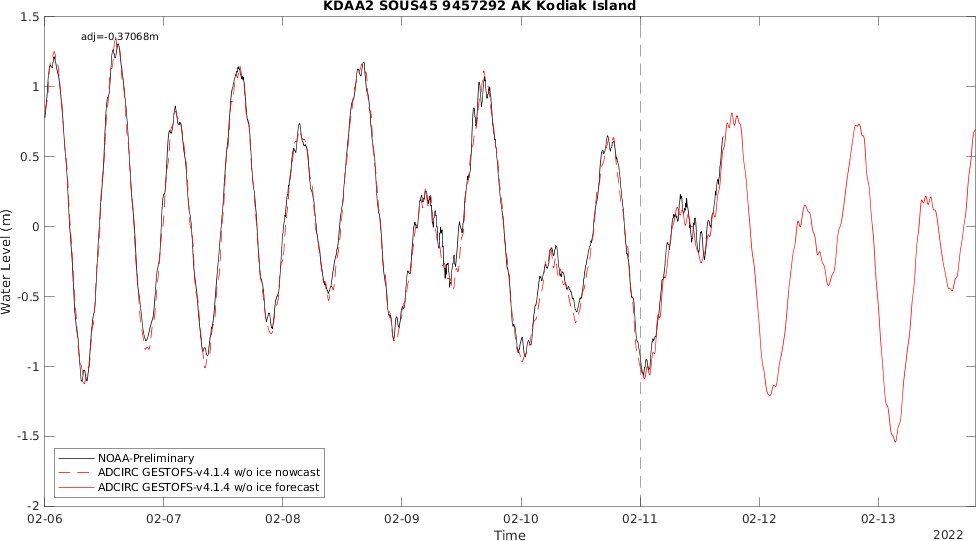 KDAA2 SOUS45 9457292 AK Kodiak Island
adj=-0.37068m
1.5
1
0.5
0
-0.5
-1
-1.5
-2
Water Level (m)
NOAA-Preliminary
ADCIRC GESTOFS-v4.1.4 w/o ice nowcast
ADCIRC GESTOFS-v4.1.4 w/o ice forecast
02-06 02-07 02-08 02-09 02-10 02-11 02-12 02-13
Time
2022